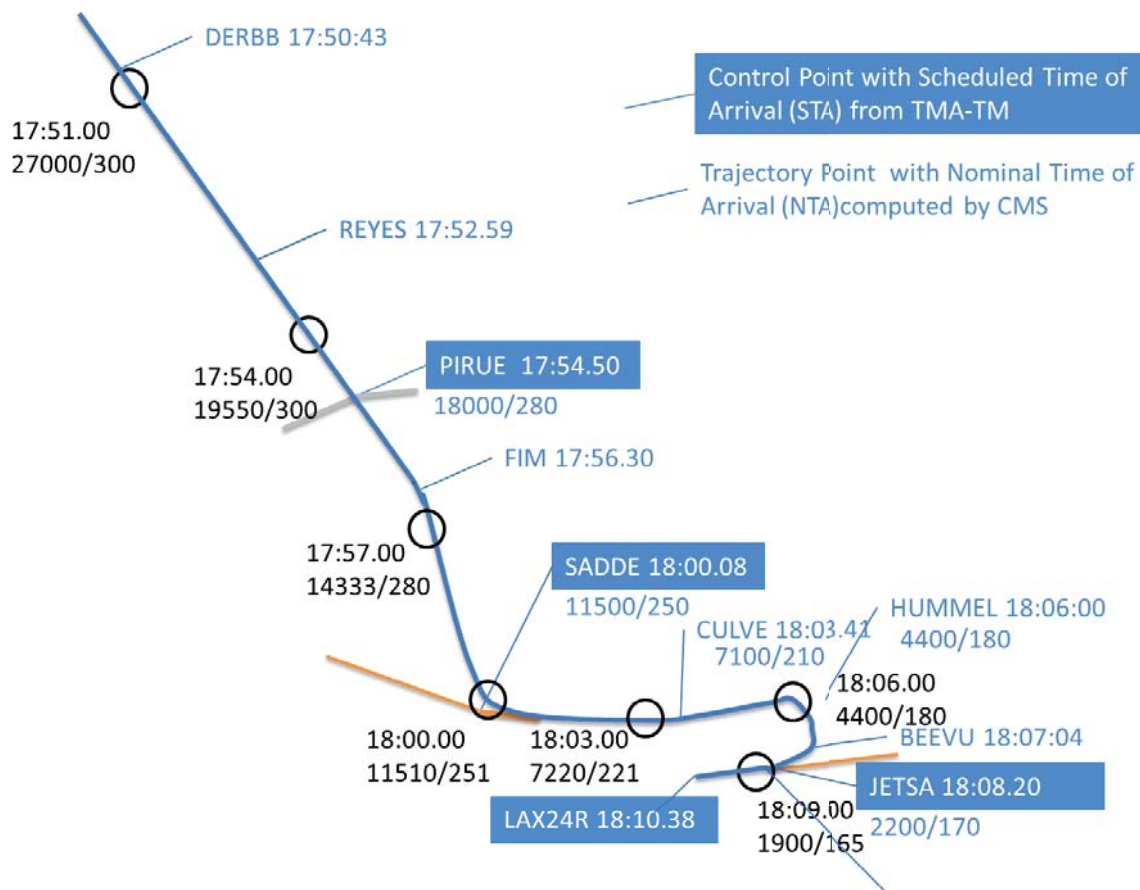 DERBB 17:50:43
Control Point with Scheduled Time of
Arrival (STA) from TMA-TM
17:51.00
27000/300
Trajectory Point with Nominal Time of
Arrival (NTA)computed by CMS
REYES 17:52.59
PIRUE 17:54.50
18000/280
17:54.00
19550/300
FIM 17:56.30
17:57.00
14333/280
SADDE 18:00.08
11500/250
HUMMEL 18:06:00
4400/180
CULVE 18:03.41
7100/210
18:06.00
4400/180
18:00.00
11510/251
18:03.00
7220/221
BEEVU 18:07:04
JETSA 18:08.20
2200/170
LAX24R 18:10.38
18:09.00
1900/165